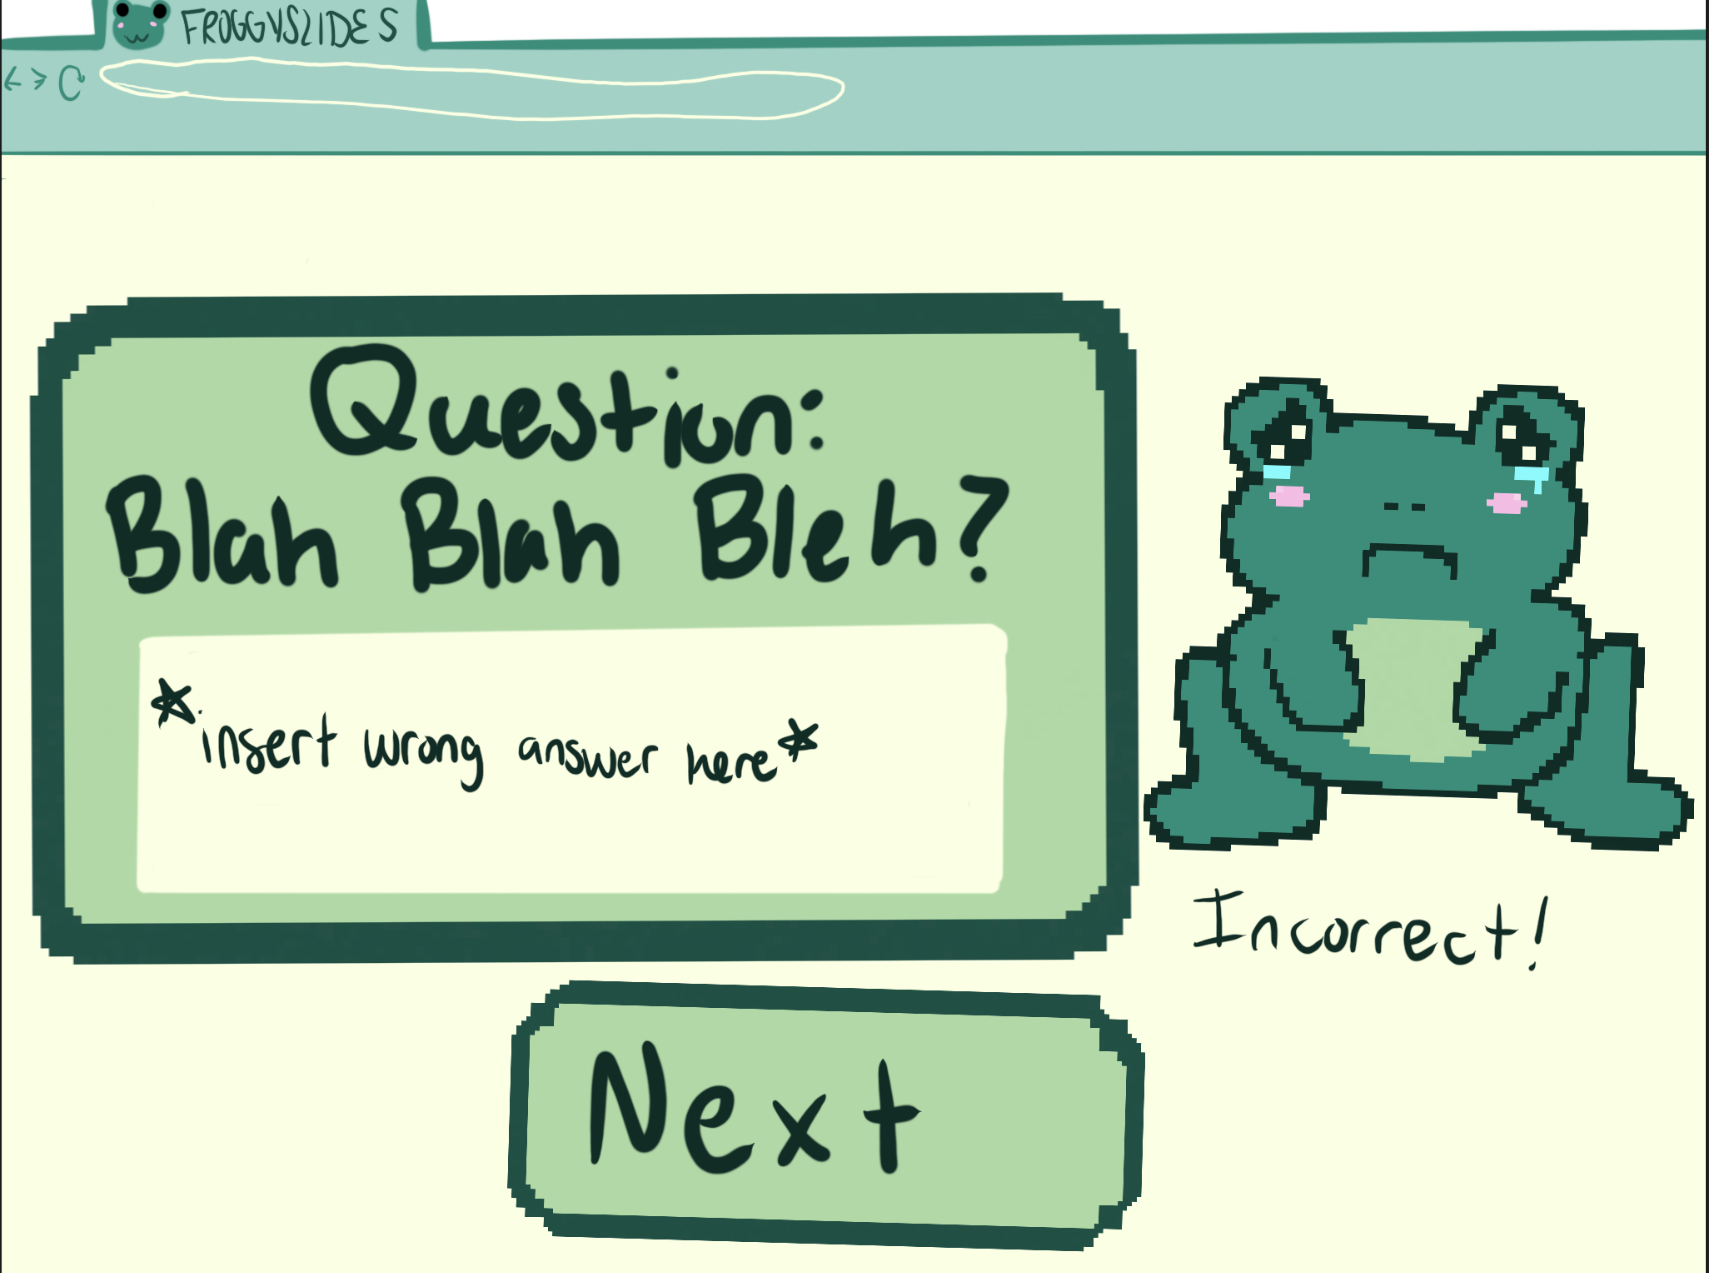 FROGGYSLIDES
Question:
Blah Blah Bleh?
*insert wrong answer here*
Incorrect!
Next